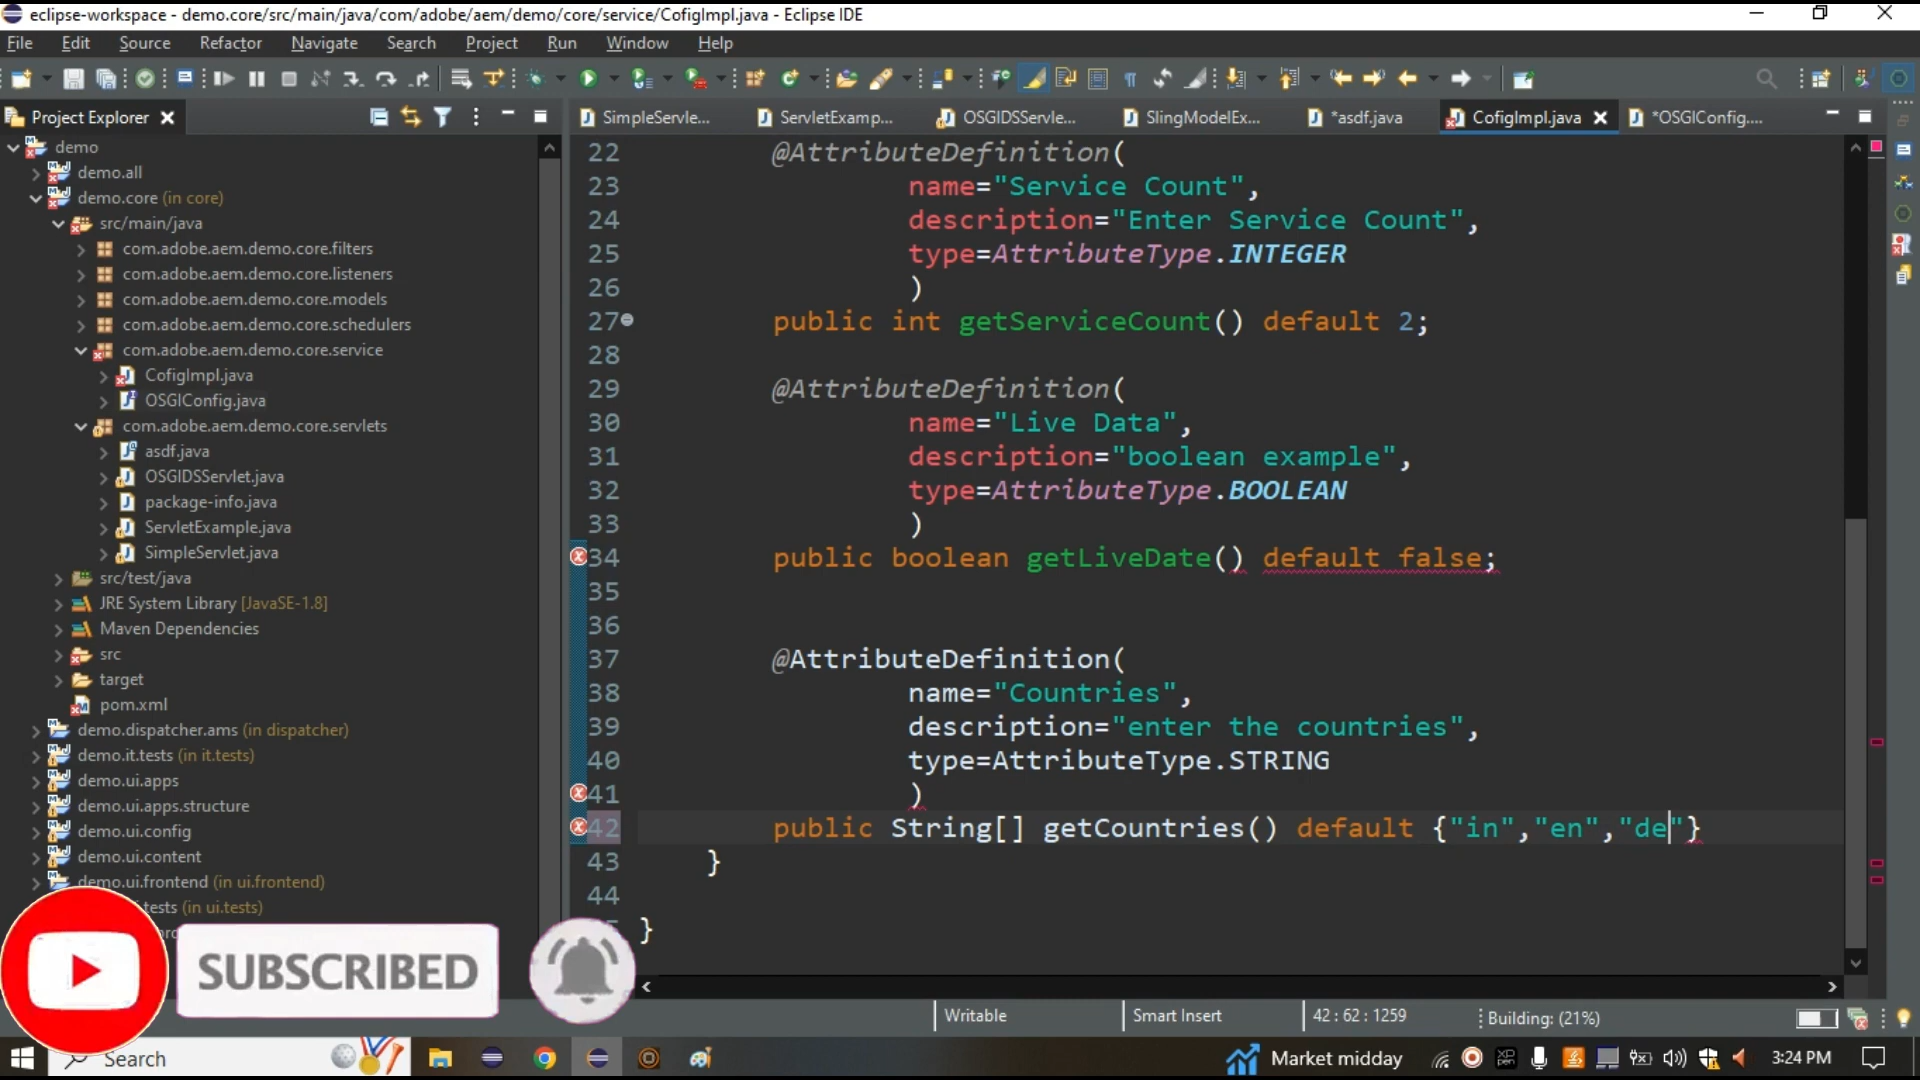 eclipse-workspace - demo.core/src/main/java/com/adobe/aem/demo/core/service/CofigImpl.java - Eclipse IDE
File Edit Source Refactor Navigate Search Project Run Window Help
Project Explorer
SimpleServle... ServletExamp... OSGIDSServle... SlingModelEx... *asdf.java CofigImpl.java *OSGIConfig....
demo
demo.all
demo.core (in core)
src/main/java
com.adobe.aem.demo.core.filters
com.adobe.aem.demo.core.listeners
com.adobe.aem.demo.core.models
com.adobe.aem.demo.core.schedulers
com.adobe.aem.demo.core.service
CofigImpl.java
OSGIConfig.java
com.adobe.aem.demo.core.servlets
asdf.java
OSGIDSServlet.java
package-info.java
ServletExample.java
SimpleServlet.java
src/test/java
JRE System Library [JavaSE-1.8]
Maven Dependencies
src
target
pom.xml
demo.dispatcher.ams (in dispatcher)
demo.it.tests (in it.tests)
demo.ui.apps
demo.ui.apps.structure
demo.ui.config
demo.ui.content
demo.ui.frontend (in ui.frontend)
tests (in ui.tests)
22 @AttributeDefinition(
23 name="Service Count",
24 description="Enter Service Count",
25 type=AttributeType.INTEGER
26 )
27 public int getServiceCount() default 2;
28
29 @AttributeDefinition(
30 name="Live Data",
31 description="boolean example",
32 type=AttributeType.BOOLEAN
33 )
34 public boolean getLiveDate() default false;
35
36
37 @AttributeDefinition(
38 name="Countries",
39 description="enter the countries",
40 type=AttributeType.STRING
41 )
42 public String[] getCountries() default {"in","en","de"}
43 }
44
}
SUBSCRIBED
Writable Smart Insert 42 : 62 : 1259 Building: (21%)
Search Market midday 3:24 PM